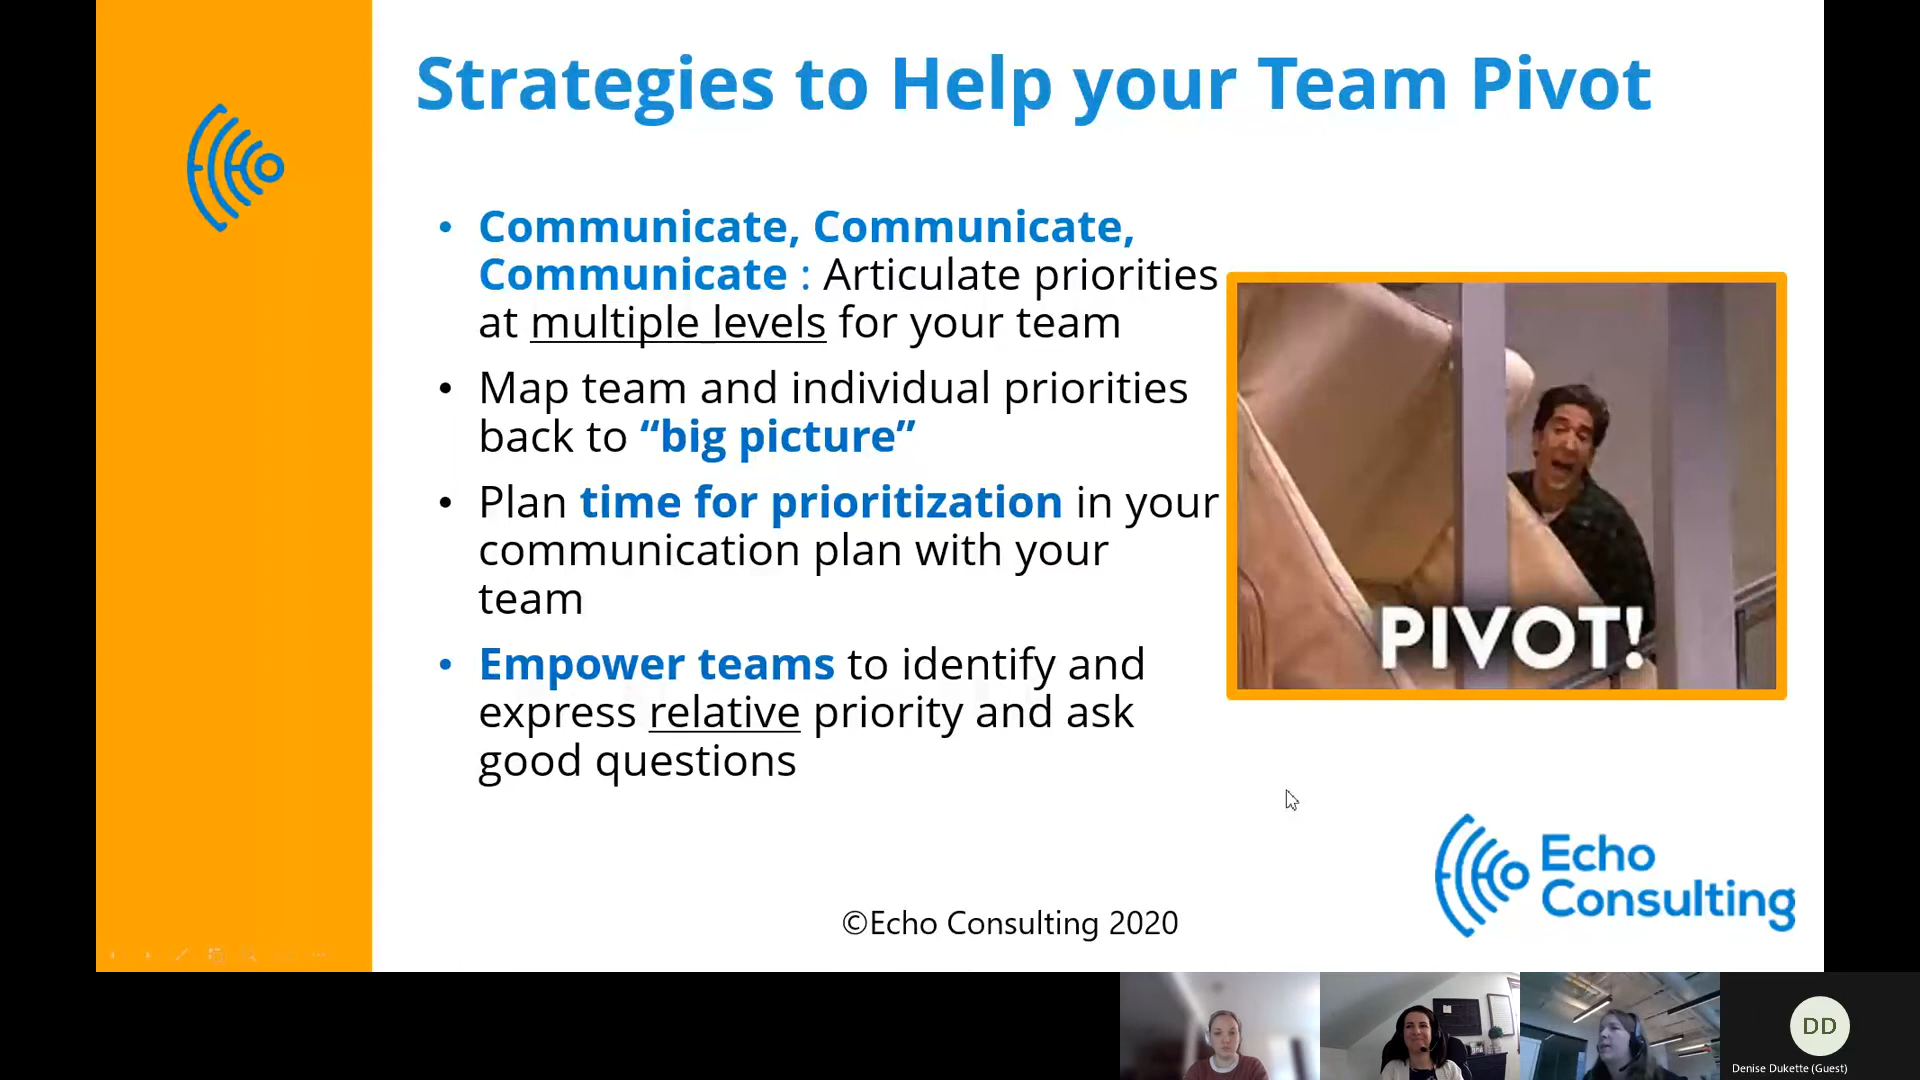 Strategies to Help your Team Pivot
• Communicate, Communicate,
Communicate : Articulate priorities
at multiple levels for your team
• Map team and individual priorities
back to “big picture”
• Plan time for prioritization in your
communication plan with your
team
• Empower teams to identify and
express relative priority and ask
good questions
PIVOT!
Echo
Consulting
©Echo Consulting 2020
DD
Denise Dukette (Guest)